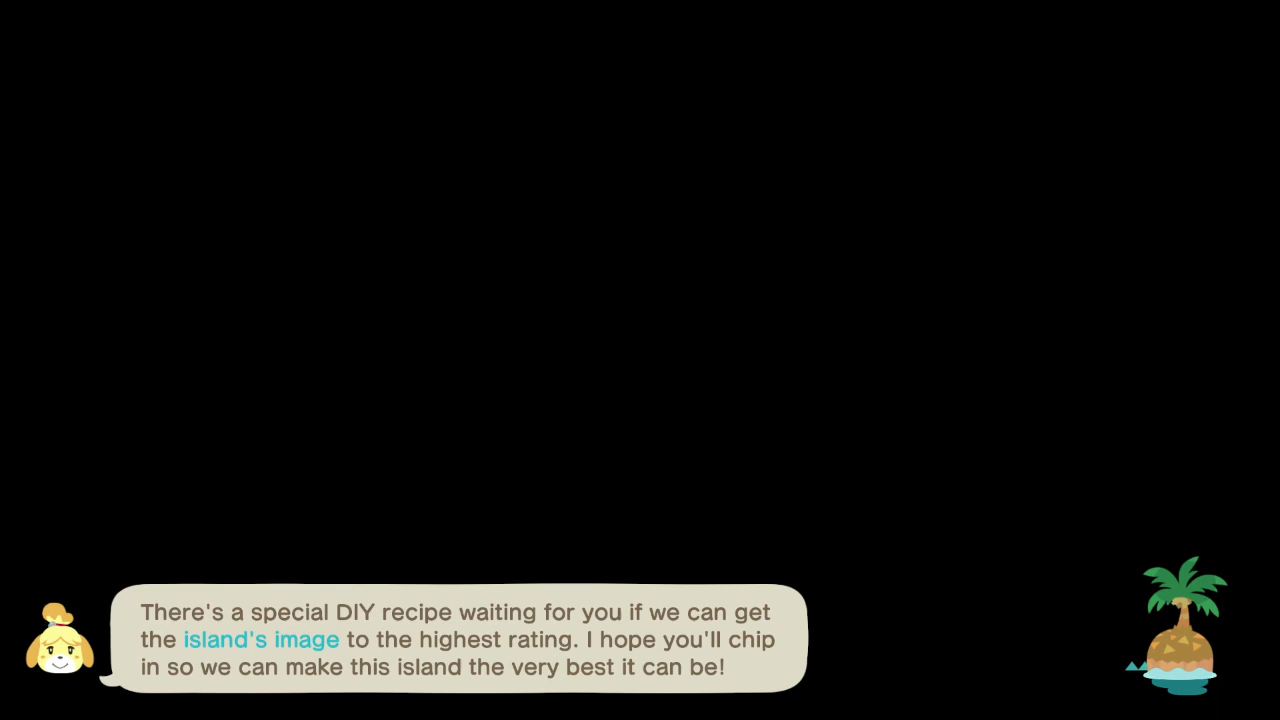 There's a special DIY recipe waiting for you if we can get
the island's image to the highest rating. I hope you'll chip
in so we can make this island the very best it can be!